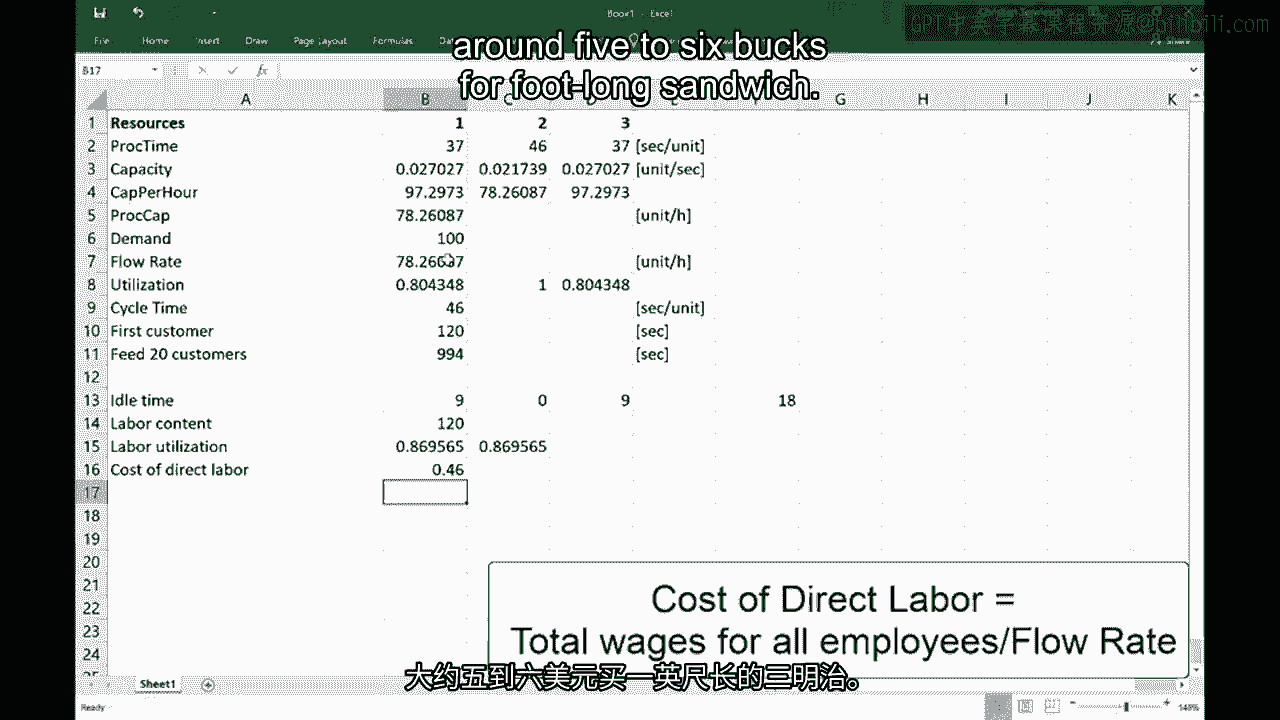 Book1 - Excel
GPT中英字幕课程资源@bilibili.com
File Home Insert Draw Page Layout Formulas
around five to six bucks
for foot-long sandwich.
B17 fx
A B C D E F G H I J K
1 Resources 1 2 3
2 ProcTime 37 46 37 [sec/unit]
3 Capacity 0.027027 0.021739 0.027027 [unit/sec]
4 CapPerHour 97.2973 78.26087 97.2973
5 ProcCap 78.26087 [unit/h]
6 Demand 100
7 Flow Rate 78.26087 [unit/h]
8 Utilization 0.804348 1 0.804348
9 Cycle Time 46 [sec/unit]
10 First customer 120 [sec]
11 Feed 20 customers 994 [sec]
12
13 Idle time 9 0 9 18
14 Labor content 120
15 Labor utilization 0.869565 0.869565
16 Cost of direct labor 0.46
17
18
19
20
21
22
23
24
Cost of Direct Labor =
Total wages for all employees/Flow Rate
大约五到六美元买一英尺长的三明治。
Sheet1
Ready
148%